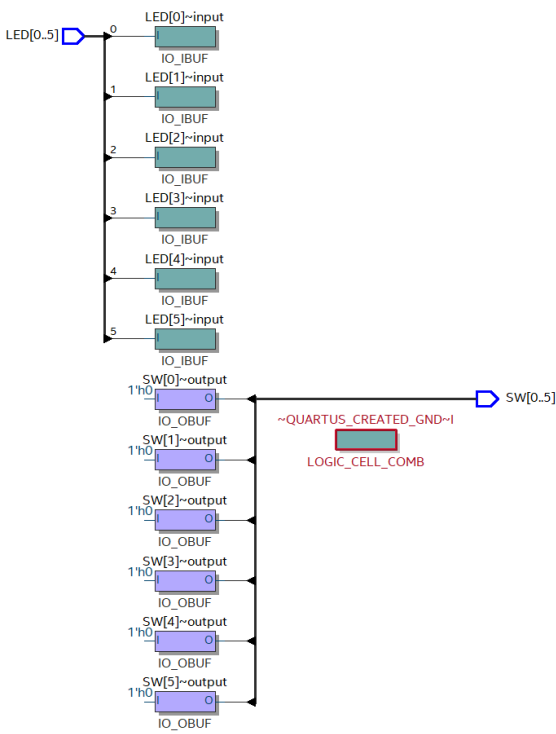 LED[0]~input
LED[0..5]
0
I
IO_IBUF
LED[1]~input
1
I
IO_IBUF
LED[2]~input
2
I
IO_IBUF
LED[3]~input
3
I
IO_IBUF
LED[4]~input
4
I
IO_IBUF
LED[5]~input
5
I
IO_IBUF
SW[0]~output
1'h0
I
O
IO_OBUF
SW[0..5]
~QUARTUS_CREATED_GND~I
LOGIC_CELL_COMB
SW[1]~output
1'h0
I
O
IO_OBUF
SW[2]~output
1'h0
I
O
IO_OBUF
SW[3]~output
1'h0
I
O
IO_OBUF
SW[4]~output
1'h0
I
O
IO_OBUF
SW[5]~output
1'h0
I
O
IO_OBUF